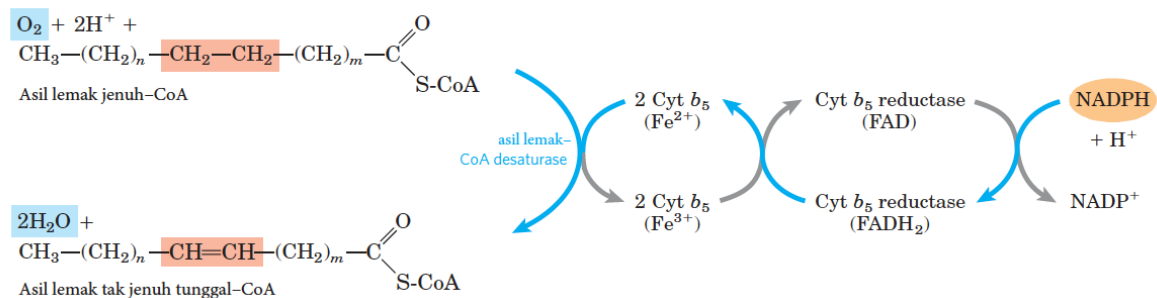 O₂ + 2H⁺ +
CH₃—(CH₂)ₙ—CH₂—CH₂—(CH₂)ₘ—C
O
S-CoA
Asil lemak jenuh–CoA
asil lemak–
CoA desaturase
2 Cyt b₅
(Fe²⁺)
2 Cyt b₅
(Fe³⁺)
Cyt b₅ reductase
(FAD)
Cyt b₅ reductase
(FADH₂)
NADPH
+ H⁺
NADP⁺
2H₂O +
CH₃—(CH₂)ₙ—CH=CH—(CH₂)ₘ—C
O
S-CoA
Asil lemak tak jenuh tunggal–CoA